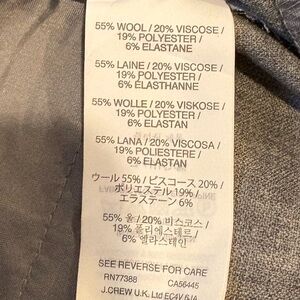 55% WOOL / 20% VISCOSE /
19% POLYESTER /
6% ELASTANE
55% LAINE / 20% VISCOSE /
19% POLYESTER /
6% ÉLASTHANNE
55% WOLLE / 20% VISKOSE /
19% POLYESTER /
6% ELASTAN
55% LANA / 20% VISCOSA /
19% POLIESTERE /
6% ELASTAN
ウール 55% / ビスコース 20% /
ポリエステル 19% /
エラステーン 6%
55% 울 / 20% 비스코스 /
19% 폴리에스테르 /
6% 엘라스테인
SEE REVERSE FOR CARE
RN77388 CA56445
J.CREW U.K. Ltd EC4V 6JA